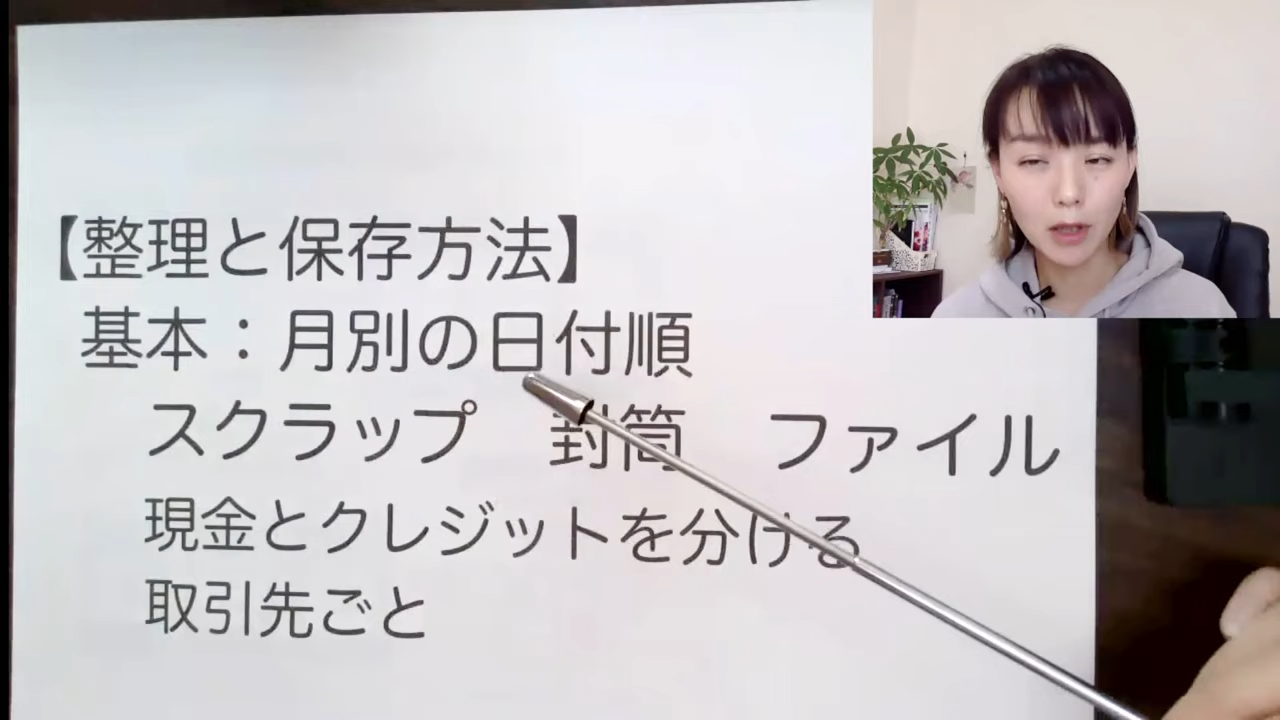 【整理と保存方法】
基本：月別の日付順
スクラップ　封筒　ファイル
現金とクレジットを分ける
取引先ごと